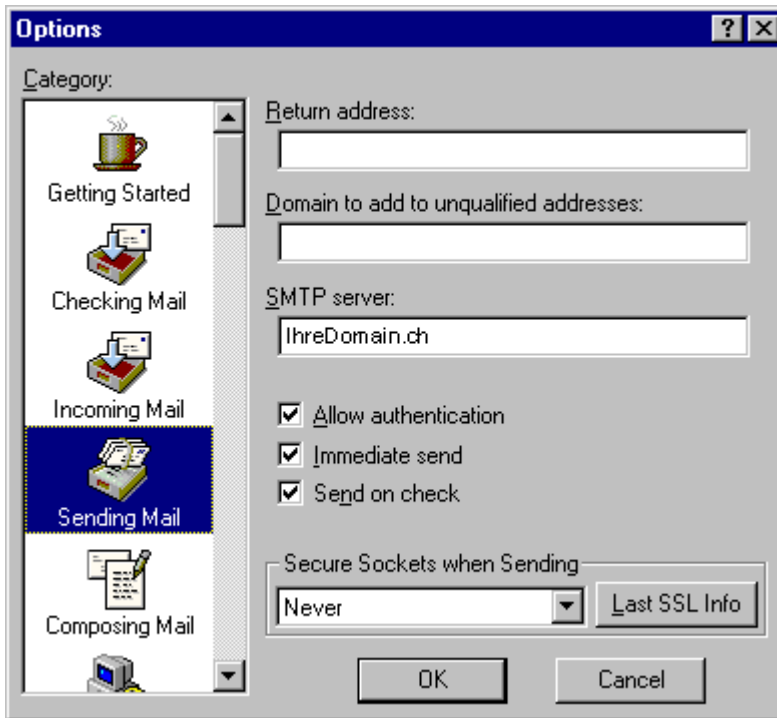 Options
Category:
Getting Started
Checking Mail
Incoming Mail
Sending Mail
Composing Mail
Return address:
Domain to add to unqualified addresses:
SMTP server:
IhreDomain.ch
Allow authentication
Immediate send
Send on check
Secure Sockets when Sending
Never
Last SSL Info
OK
Cancel